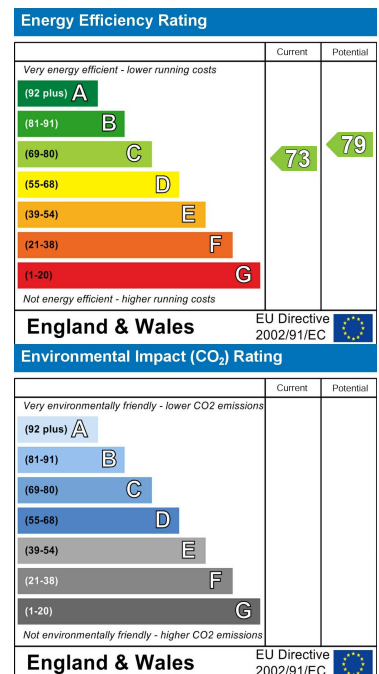 Energy Efficiency Rating
Current Potential
Very energy efficient - lower running costs
(92 plus) A
(81-91) B
(69-80) C
(55-68) D
(39-54) E
(21-38) F
(1-20) G
73
79
Not energy efficient - higher running costs
England & Wales
EU Directive
2002/91/EC
Environmental Impact (CO₂) Rating
Current Potential
Very environmentally friendly - lower CO2 emissions
(92 plus) A
(81-91) B
(69-80) C
(55-68) D
(39-54) E
(21-38) F
(1-20) G
Not environmentally friendly - higher CO2 emissions
England & Wales
EU Directive
2002/91/EC